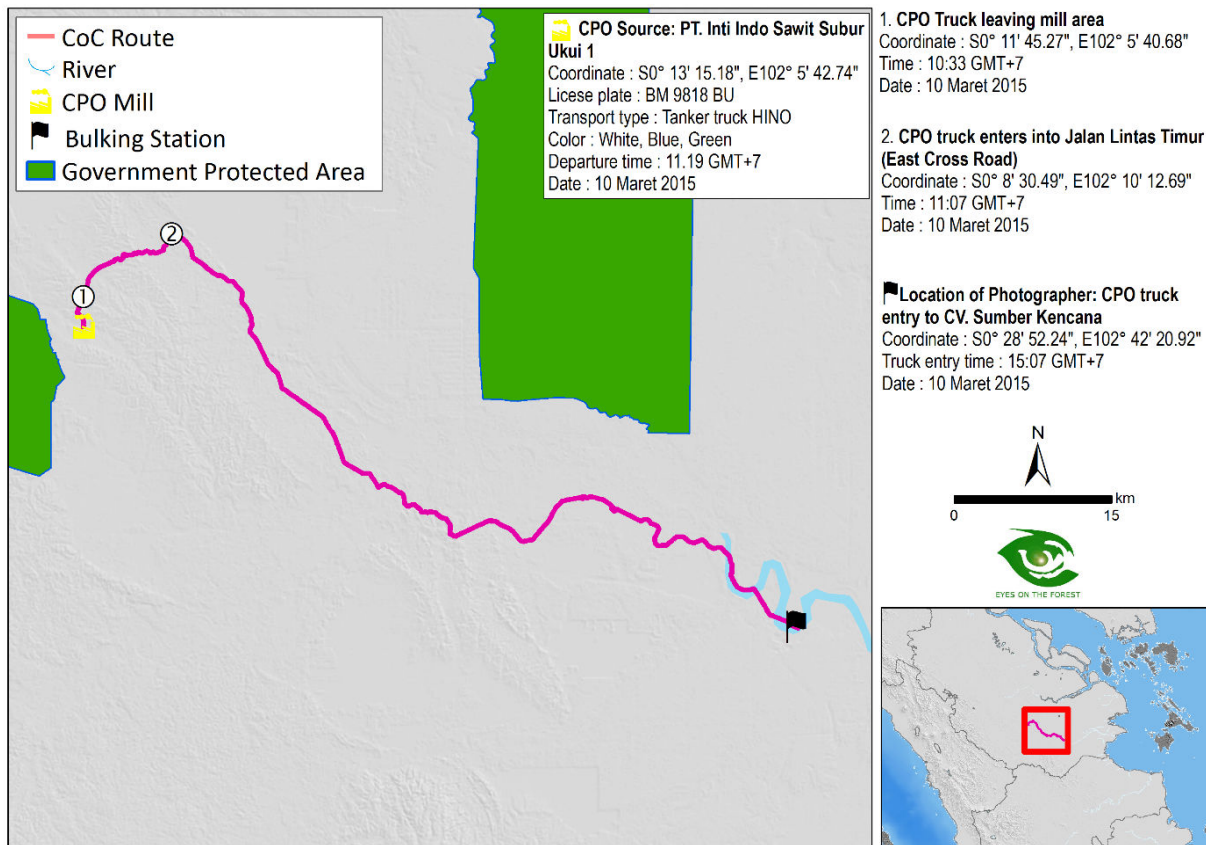 CoC Route
River
CPO Mill
Bulking Station
Government Protected Area
CPO Source: PT. Inti Indo Sawit Subur
Ukui 1
Coordinate : S0° 13' 15.18", E102° 5' 42.74"
Licese plate : BM 9818 BU
Transport type : Tanker truck HINO
Color : White, Blue, Green
Departure time : 11.19 GMT+7
Date : 10 Maret 2015
1
2
1. CPO Truck leaving mill area
Coordinate : S0° 11' 45.27", E102° 5' 40.68"
Time : 10:33 GMT+7
Date : 10 Maret 2015
2. CPO truck enters into Jalan Lintas Timur
(East Cross Road)
Coordinate : S0° 8' 30.49", E102° 10' 12.69"
Time : 11:07 GMT+7
Date : 10 Maret 2015
Location of Photographer: CPO truck
entry to CV. Sumber Kencana
Coordinate : S0° 28' 52.24", E102° 42' 20.92"
Truck entry time : 15:07 GMT+7
Date : 10 Maret 2015
N
km
0 15
EYES ON THE FOREST